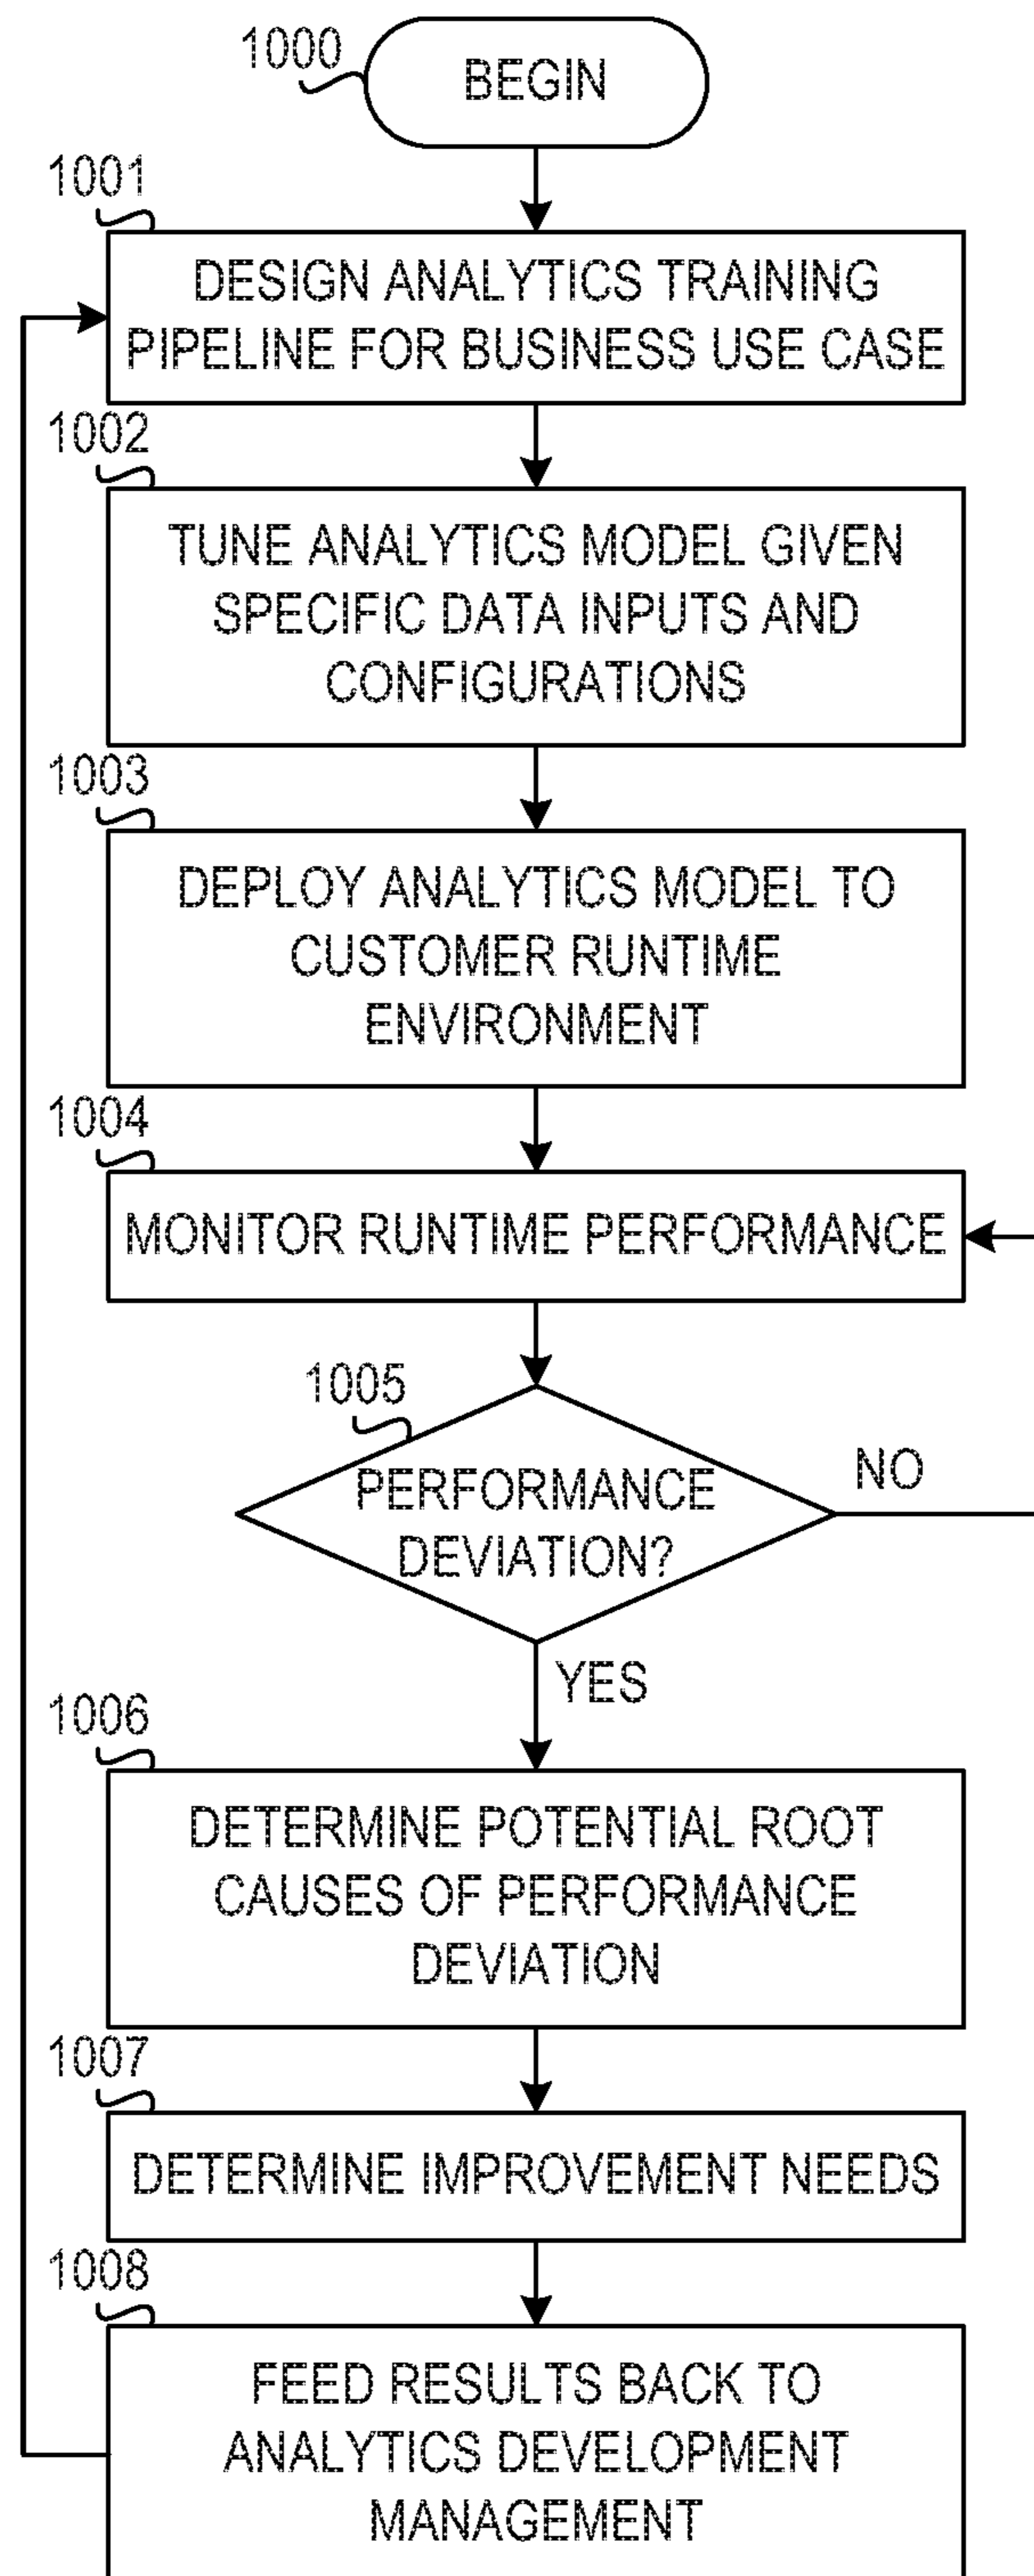 1000
BEGIN
1001
DESIGN ANALYTICS TRAINING
PIPELINE FOR BUSINESS USE CASE
1002
TUNE ANALYTICS MODEL GIVEN
SPECIFIC DATA INPUTS AND
CONFIGURATIONS
1003
DEPLOY ANALYTICS MODEL TO
CUSTOMER RUNTIME
ENVIRONMENT
1004
MONITOR RUNTIME PERFORMANCE
1005
PERFORMANCE
DEVIATION?
NO
YES
1006
DETERMINE POTENTIAL ROOT
CAUSES OF PERFORMANCE
DEVIATION
1007
DETERMINE IMPROVEMENT NEEDS
1008
FEED RESULTS BACK TO
ANALYTICS DEVELOPMENT
MANAGEMENT